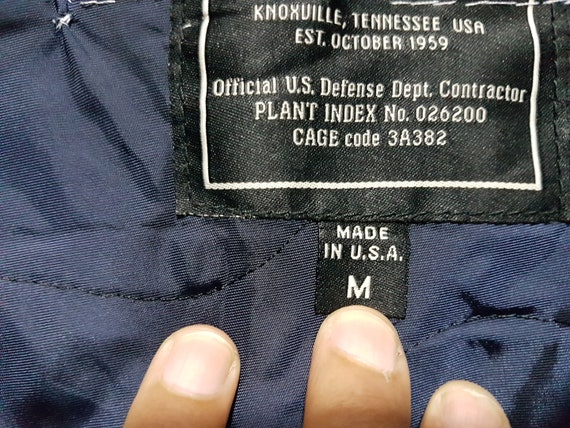 KNOXVILLE, TENNESSEE USA
EST. OCTOBER 1959
Official U.S. Defense Dept. Contractor
PLANT INDEX No. 026200
CAGE code 3A382
MADE
IN U.S.A.
M